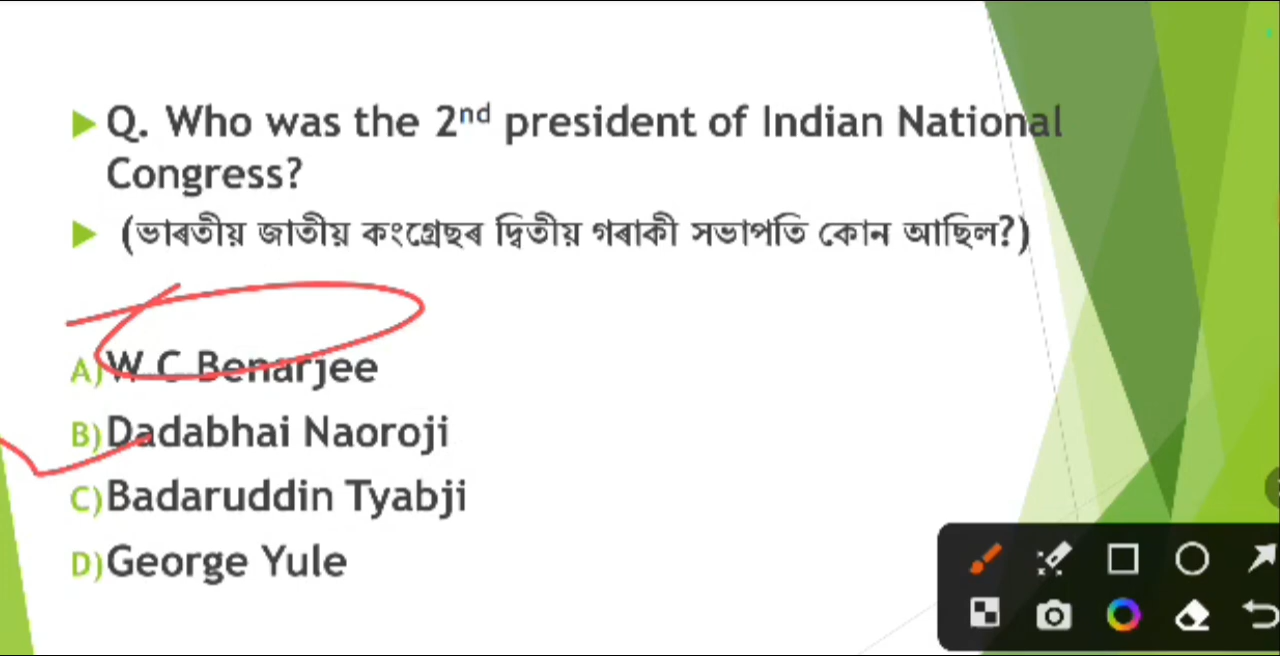 Q. Who was the 2nd president of Indian National
Congress?
(ভাৰতীয় জাতীয় কংগ্ৰেছৰ দ্বিতীয় গৰাকী সভাপতি কোন আছিল?)
A) W C Benarjee
B) Dadabhai Naoroji
C) Badaruddin Tyabji
D) George Yule